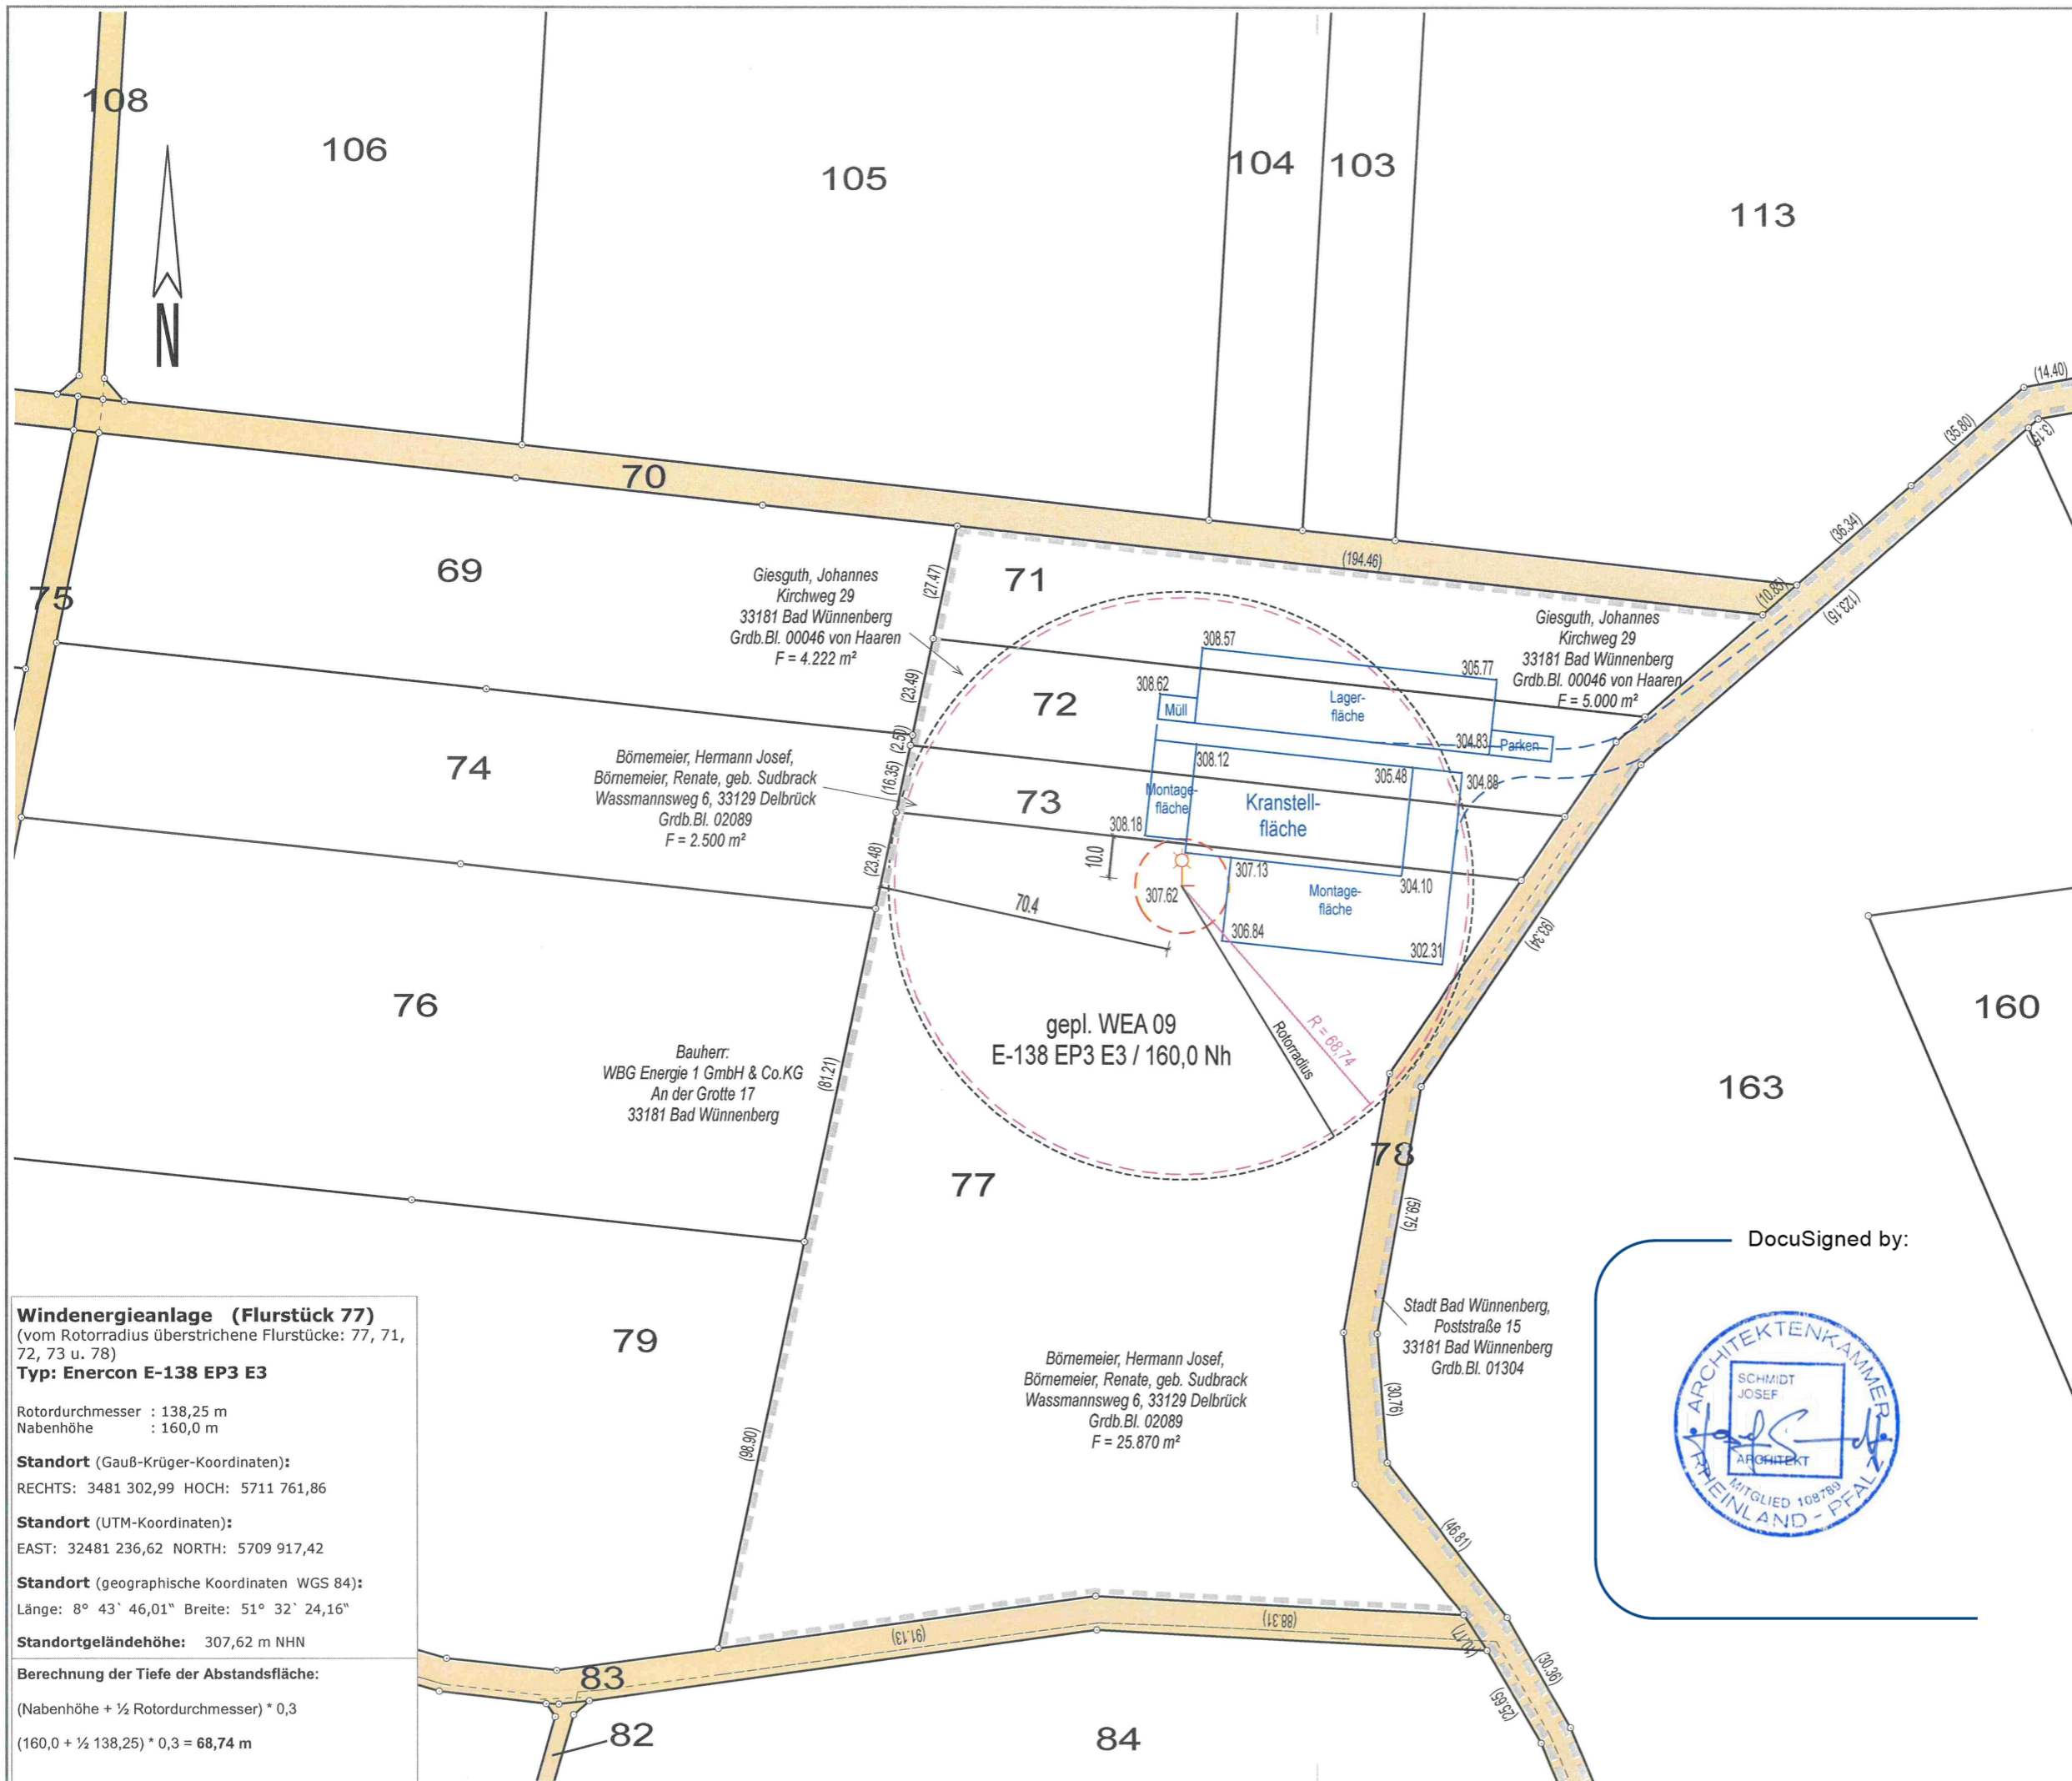 108
106
105
104
103
113
N
(14.40)
(35.80)
(3.15)
(36.34)
70
(194.46)
(10.83)
(123.15)
69
75
Giesguth, Johannes
Kirchweg 29
33181 Bad Wünnenberg
Grdb.Bl. 00046 von Haaren
F = 4.222 m²
(27.47)
71
Giesguth, Johannes
Kirchweg 29
33181 Bad Wünnenberg
Grdb.Bl. 00046 von Haaren
F = 5.000 m²
308.57
305.77
(23.49)
72
308.62
Müll
Lager-
fläche
304.83
Parken
(2.50)
74
Börnemeier, Hermann Josef,
Börnemeier, Renate, geb. Sudbrack
Wassmannsweg 6, 33129 Delbrück
Grdb.Bl. 02089
F = 2.500 m²
(16.35)
73
308.12
305.48
304.88
Montage-
fläche
Kranstell-
fläche
308.18
10.0
(23.48)
307.62
307.13
304.10
Montage-
fläche
70.4
306.84
302.31
(93.34)
76
gepl. WEA 09
E-138 EP3 E3 / 160,0 Nh
Rotorradius
R = 68,74
160
163
Bauherr:
WBG Energie 1 GmbH & Co.KG
An der Grotte 17
33181 Bad Wünnenberg
(81.21)
78
77
(59.75)
DocuSigned by:
Stadt Bad Wünnenberg,
Poststraße 15
33181 Bad Wünnenberg
Grdb.Bl. 01304
79
Börnemeier, Hermann Josef,
Börnemeier, Renate, geb. Sudbrack
Wassmannsweg 6, 33129 Delbrück
Grdb.Bl. 02089
F = 25.870 m²
(30.76)
ARCHITEKTENKAMMER
SCHMIDT
JOSEF
ARCHITEKT
MITGLIED 108789
RHEINLAND - PFALZ
(98.90)
(46.81)
(91.13)
(88.31)
(10.17)
(30.36)
(25.65)
83
82
84
Windenergieanlage (Flurstück 77)
(vom Rotorradius überstrichene Flurstücke: 77, 71,
72, 73 u. 78)
Typ: Enercon E-138 EP3 E3
Rotordurchmesser : 138,25 m
Nabenhöhe : 160,0 m
Standort (Gauß-Krüger-Koordinaten):
RECHTS: 3481 302,99 HOCH: 5711 761,86
Standort (UTM-Koordinaten):
EAST: 32481 236,62 NORTH: 5709 917,42
Standort (geographische Koordinaten WGS 84):
Länge: 8° 43` 46,01“ Breite: 51° 32` 24,16“
Standortgeländehöhe: 307,62 m NHN
Berechnung der Tiefe der Abstandsfläche:
(Nabenhöhe + ½ Rotordurchmesser) * 0,3
(160,0 + ½ 138,25) * 0,3 = 68,74 m